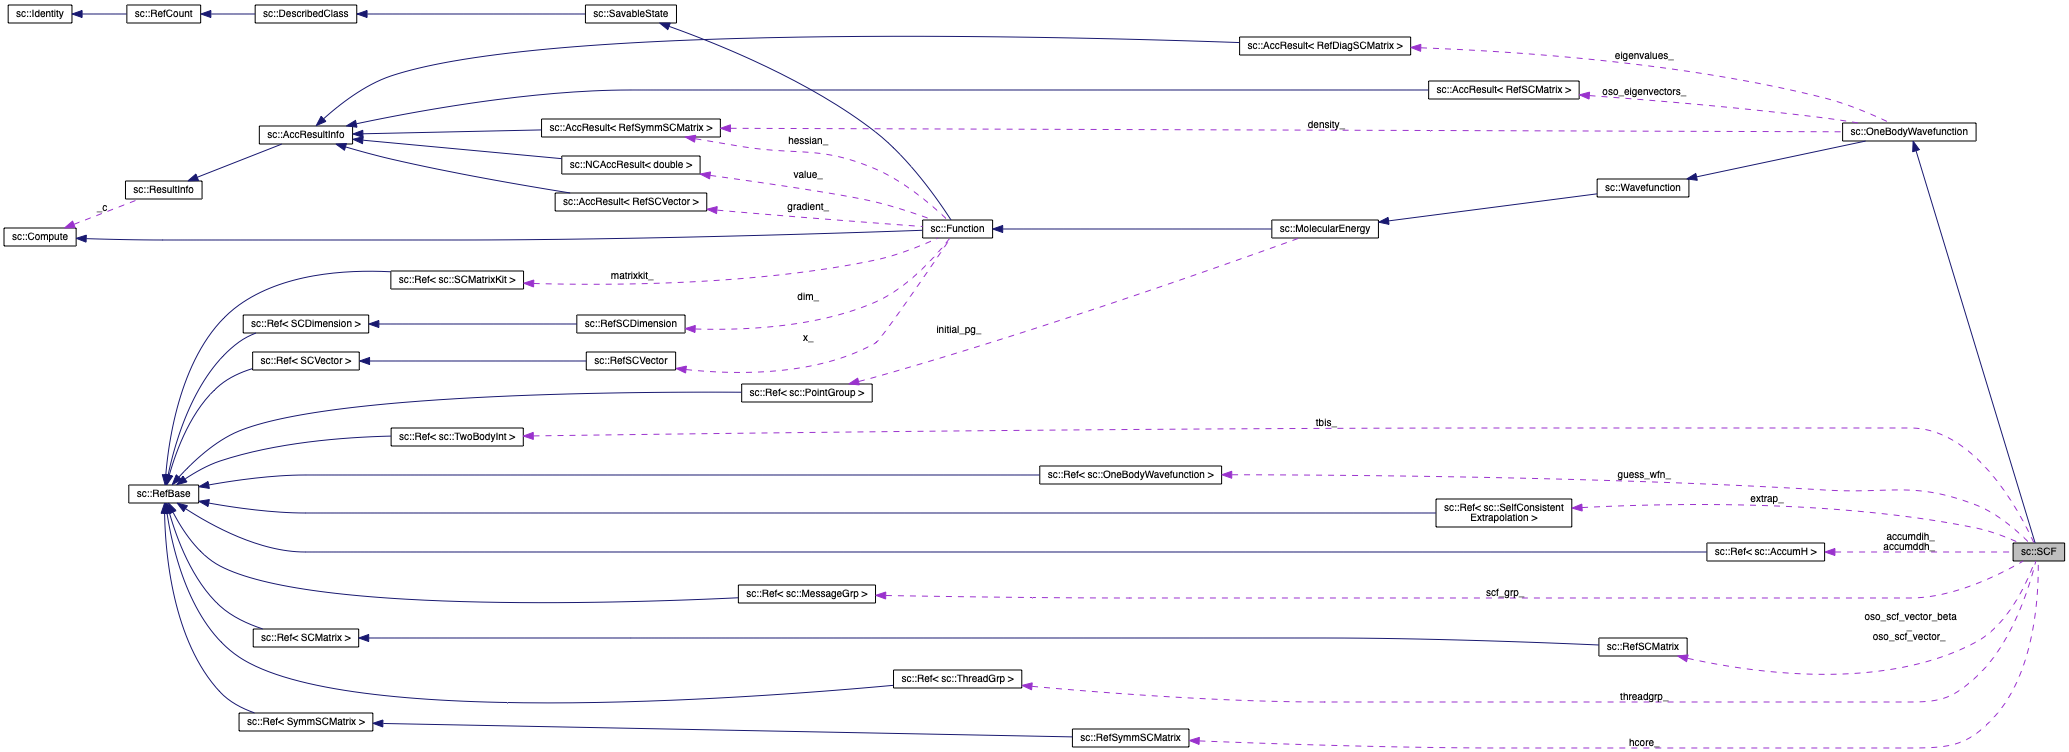 sc::Identity
sc::RefCount
sc::DescribedClass
sc::SavableState
sc::AccResult< RefDiagSCMatrix >
eigenvalues_
sc::AccResult< RefSCMatrix >
oso_eigenvectors_
sc::AccResultInfo
sc::AccResult< RefSymmSCMatrix >
density_
sc::OneBodyWavefunction
hessian_
sc::NCAccResult< double >
value_
sc::ResultInfo
sc::Wavefunction
sc::AccResult< RefSCVector >
gradient_
_c
sc::Compute
sc::Function
sc::MolecularEnergy
sc::Ref< sc::SCMatrixKit >
matrixkit_
dim_
sc::Ref< SCDimension >
sc::RefSCDimension
initial_pg_
x_
sc::Ref< SCVector >
sc::RefSCVector
sc::Ref< sc::PointGroup >
tbis_
sc::Ref< sc::TwoBodyInt >
sc::Ref< sc::OneBodyWavefunction >
guess_wfn_
sc::RefBase
extrap_
sc::Ref< sc::SelfConsistent
Extrapolation >
accumdih_
accumddh_
sc::Ref< sc::AccumH >
sc::SCF
sc::Ref< sc::MessageGrp >
scf_grp_
oso_scf_vector_beta
_
oso_scf_vector_
sc::Ref< SCMatrix >
sc::RefSCMatrix
sc::Ref< sc::ThreadGrp >
threadgrp_
sc::Ref< SymmSCMatrix >
sc::RefSymmSCMatrix
hcore_